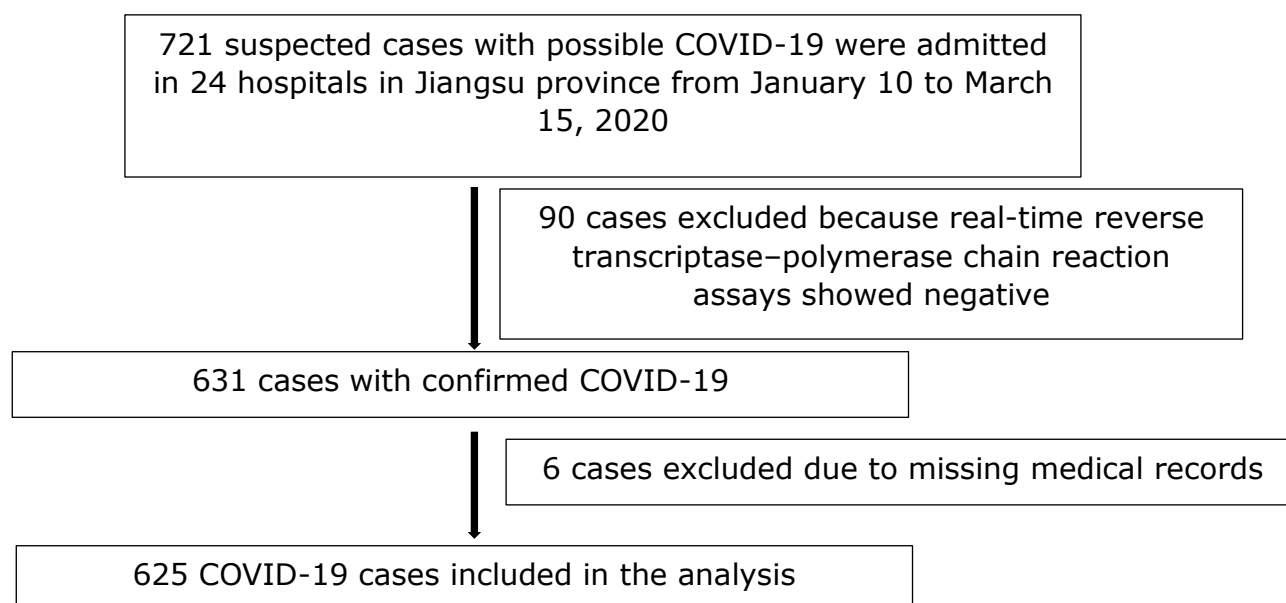 721 suspected cases with possible COVID-19 were admitted
in 24 hospitals in Jiangsu province from January 10 to March
15, 2020
90 cases excluded because real-time reverse
transcriptase–polymerase chain reaction
assays showed negative
631 cases with confirmed COVID-19
6 cases excluded due to missing medical records
625 COVID-19 cases included in the analysis